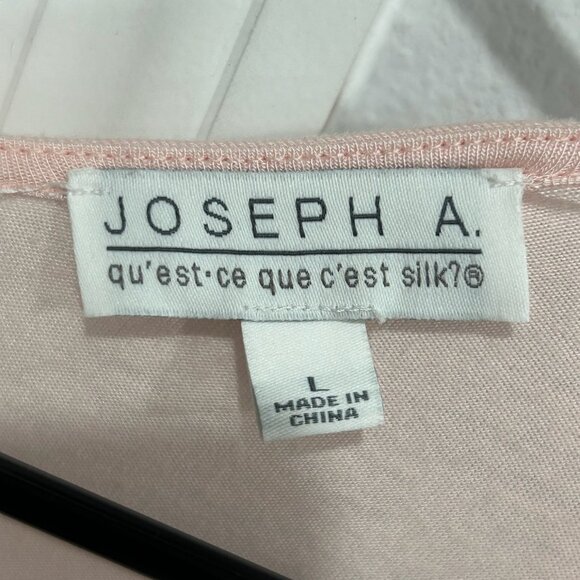 JOSEPH A.
qu'est·ce que c'est silk?®
L
MADE IN
CHINA